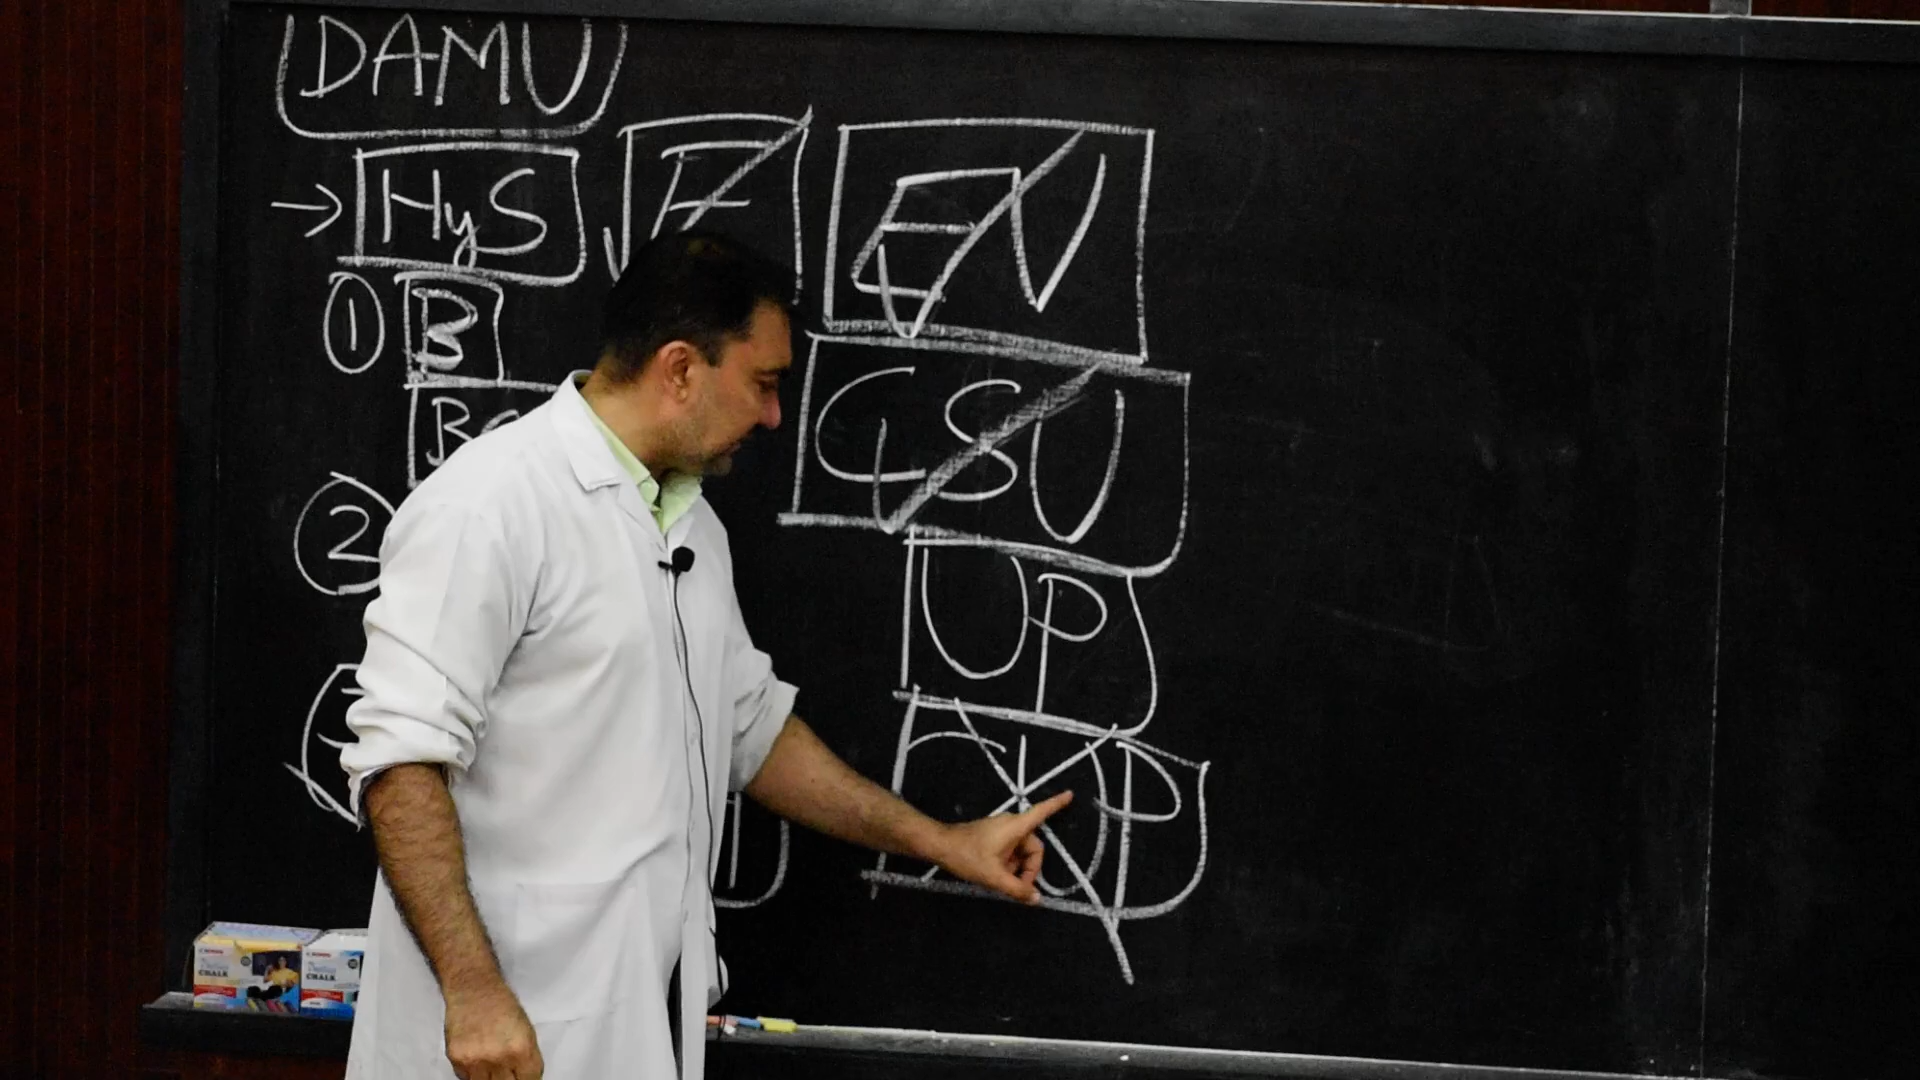 DAMU
→ HyS F EN
① B
② CSU
UP
CHALK CHALK